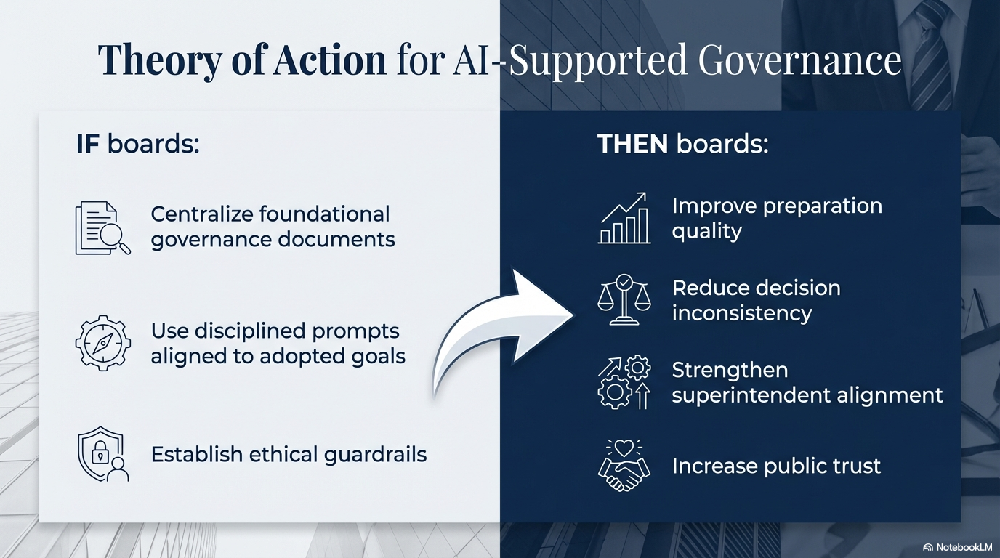 Theory of Action for AI-Supported Governance
IF boards:
Centralize foundational
governance documents
Use disciplined prompts
aligned to adopted goals
Establish ethical guardrails
THEN boards:
Improve preparation
quality
Reduce decision
inconsistency
Strengthen
superintendent alignment
Increase public trust
NotebookLM